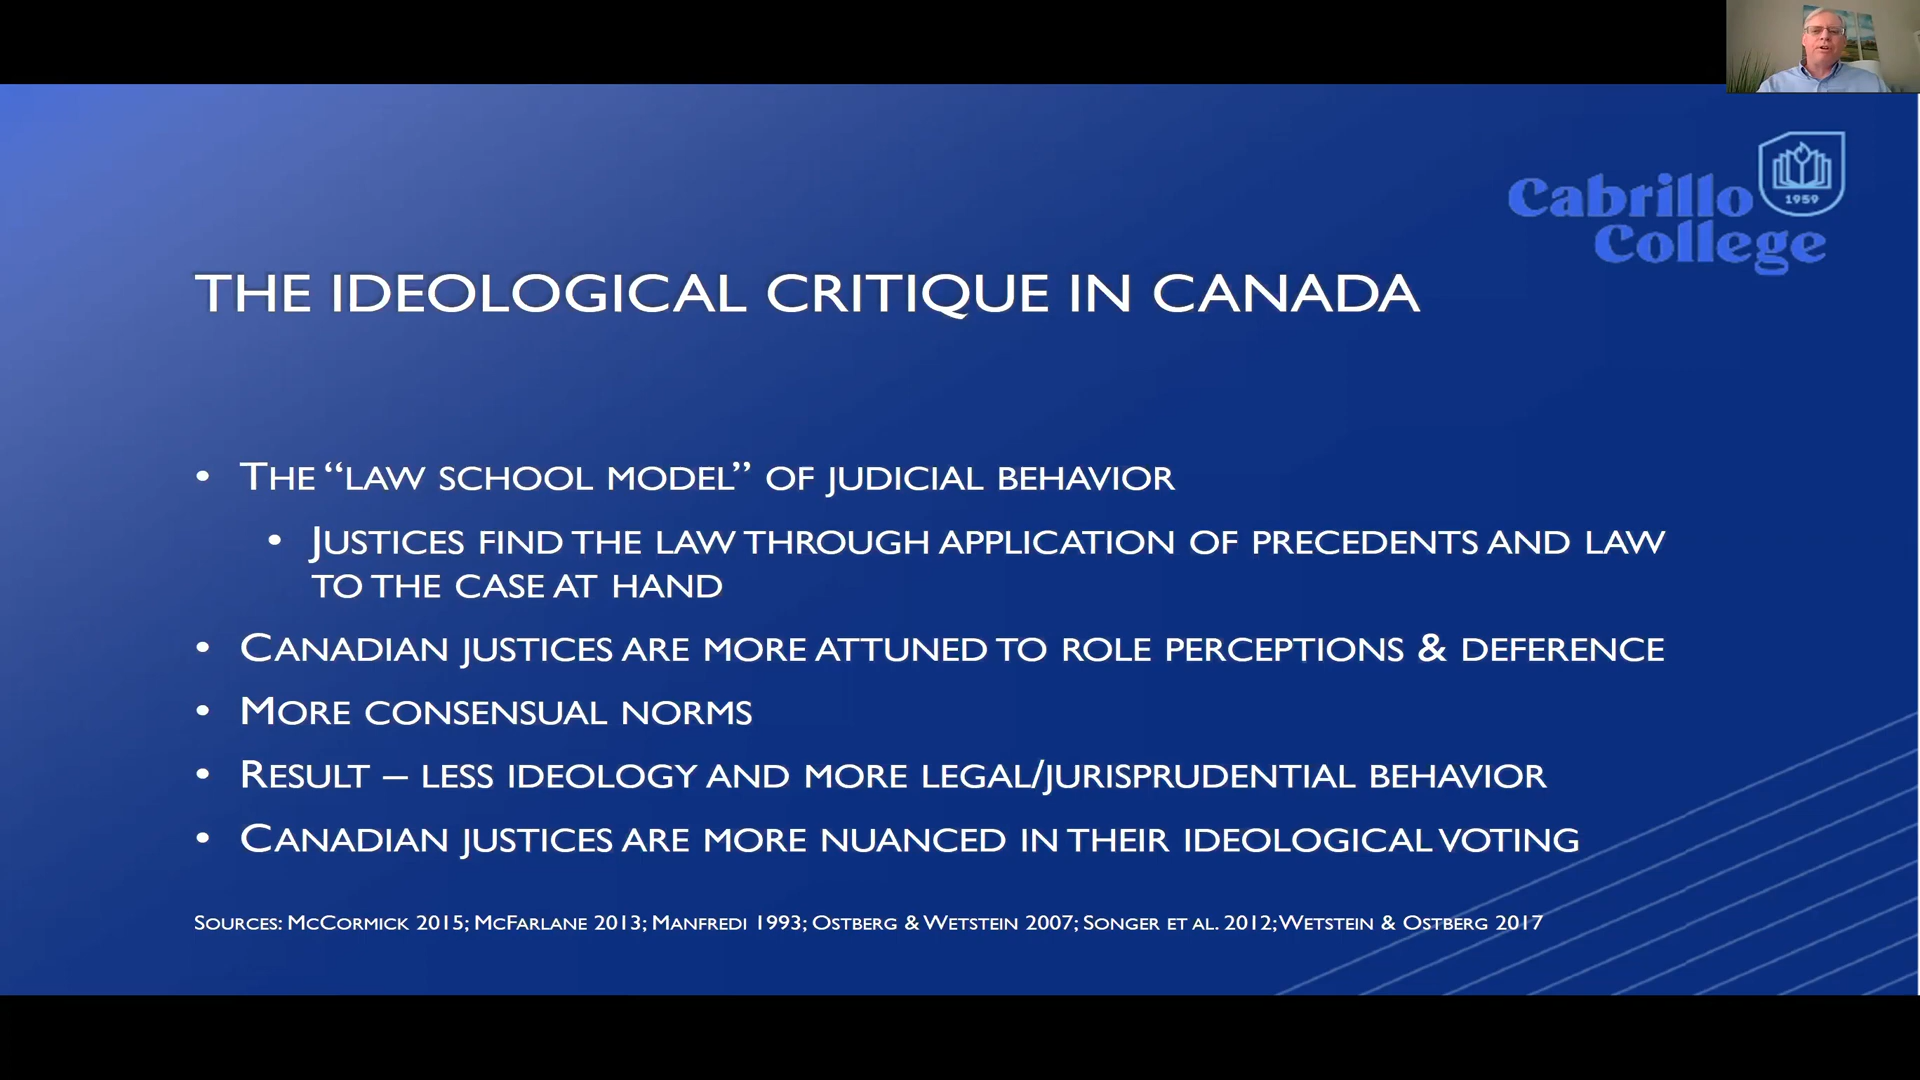 1959
Cabrillo
College
THE IDEOLOGICAL CRITIQUE IN CANADA
• THE “LAW SCHOOL MODEL” OF JUDICIAL BEHAVIOR
• JUSTICES FIND THE LAW THROUGH APPLICATION OF PRECEDENTS AND LAW
TO THE CASE AT HAND
• CANADIAN JUSTICES ARE MORE ATTUNED TO ROLE PERCEPTIONS & DEFERENCE
• MORE CONSENSUAL NORMS
• RESULT – LESS IDEOLOGY AND MORE LEGAL/JURISPRUDENTIAL BEHAVIOR
• CANADIAN JUSTICES ARE MORE NUANCED IN THEIR IDEOLOGICAL VOTING
SOURCES: MCCORMICK 2015; MCFARLANE 2013; MANFREDI 1993; OSTBERG & WETSTEIN 2007; SONGER ET AL. 2012; WETSTEIN & OSTBERG 2017